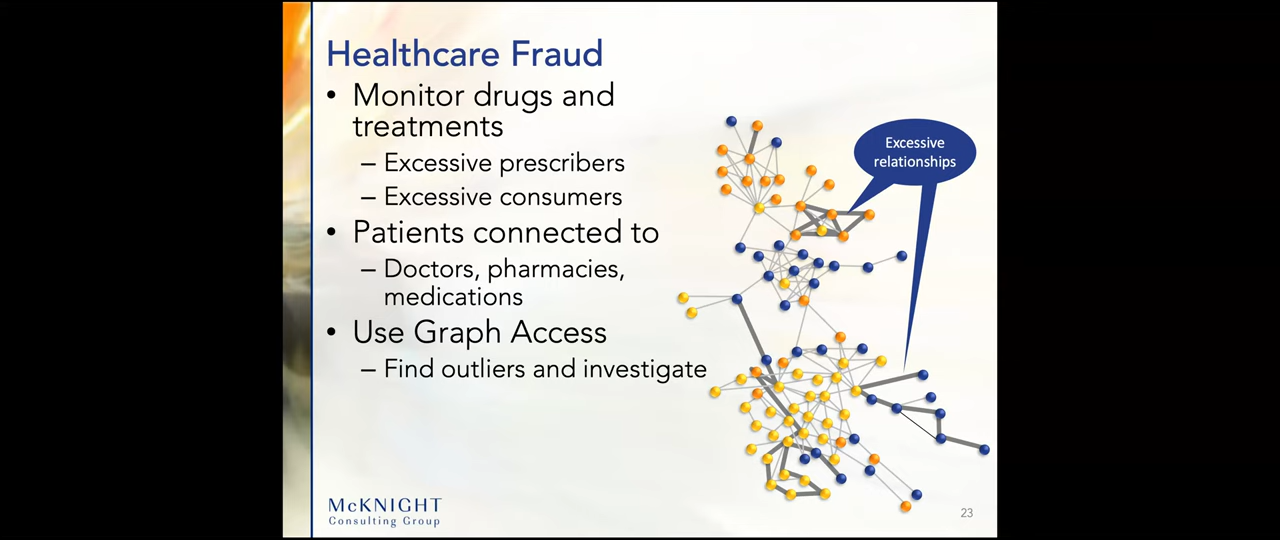 Healthcare Fraud
• Monitor drugs and
treatments
– Excessive prescribers
– Excessive consumers
• Patients connected to
– Doctors, pharmacies,
medications
• Use Graph Access
– Find outliers and investigate
Excessive
relationships
McKNIGHT
Consulting Group
23